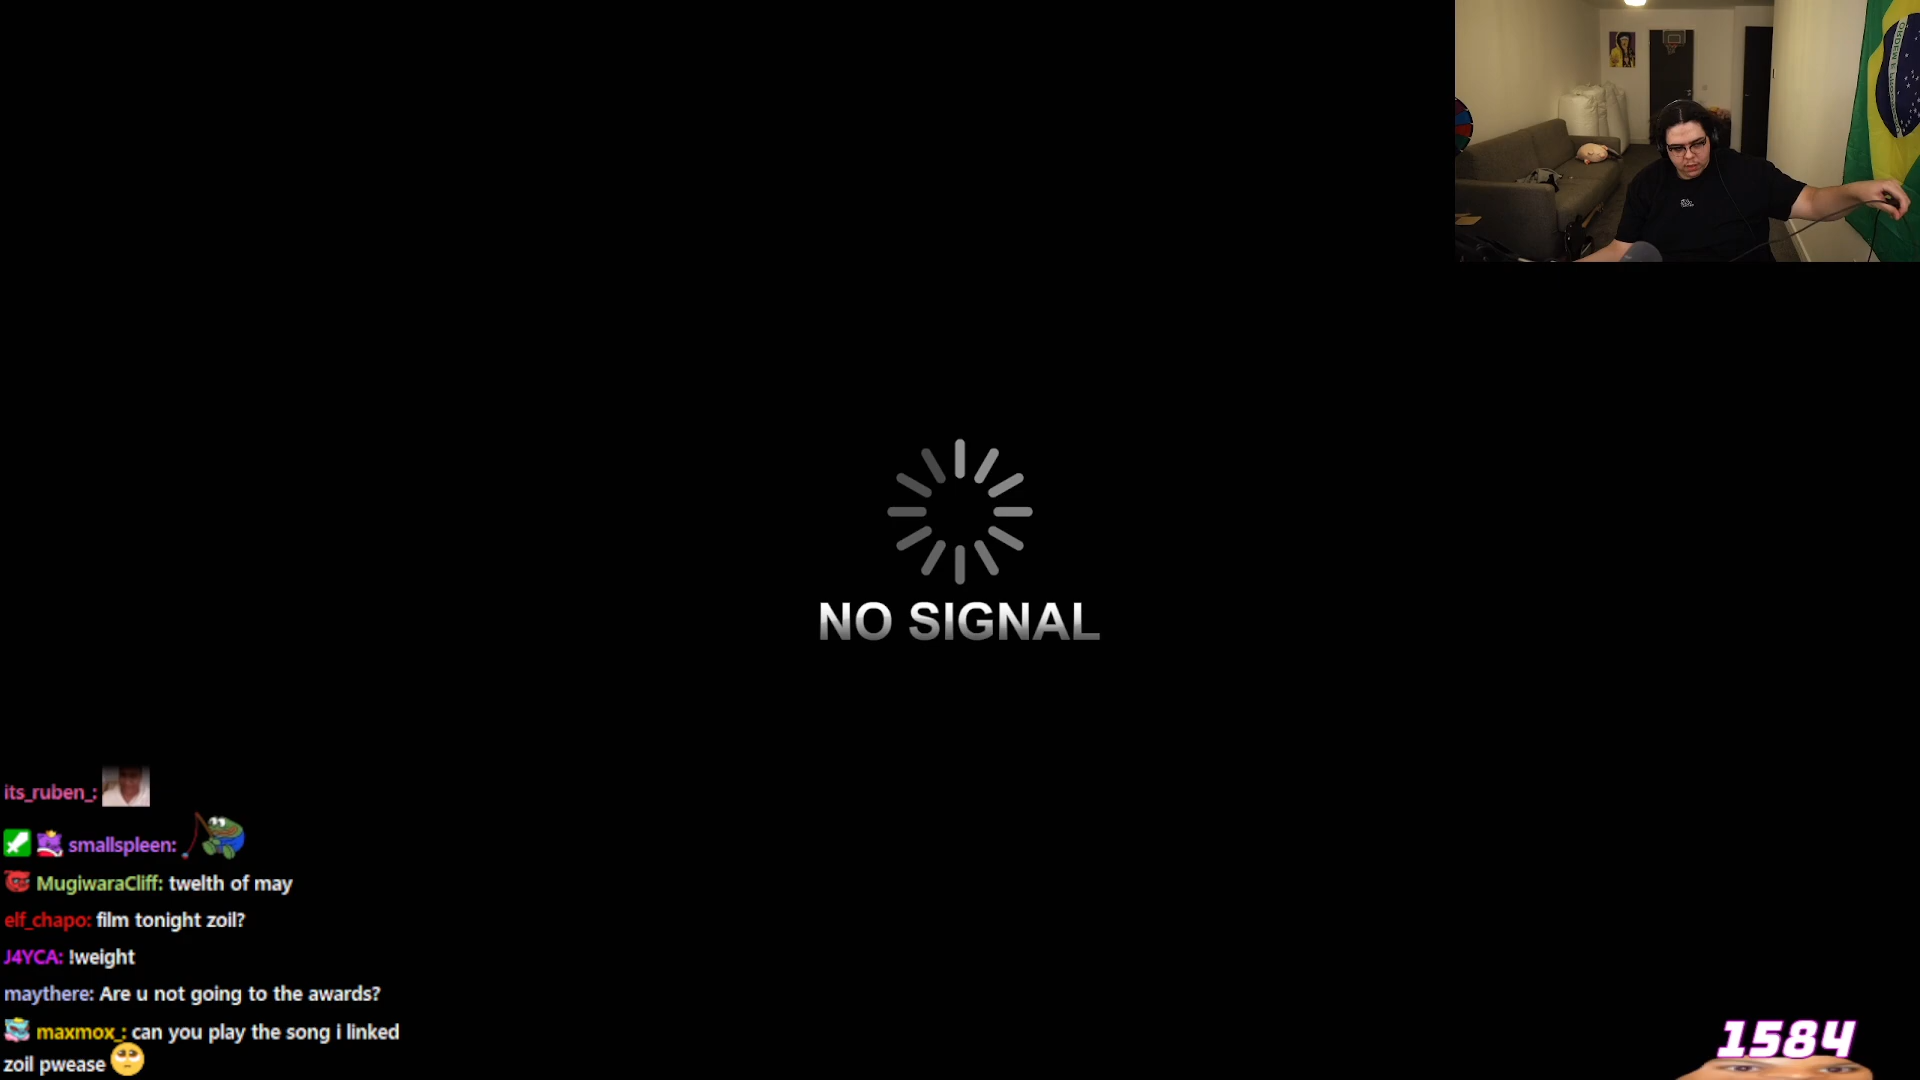 NO SIGNAL
its_ruben_:
smallspleen:
MugiwaraCliff: twelth of may
elf_chapo: film tonight zoil?
J4YCA: !weight
maythere: Are u not going to the awards?
maxmox_: can you play the song i linked
zoil pwease
1584